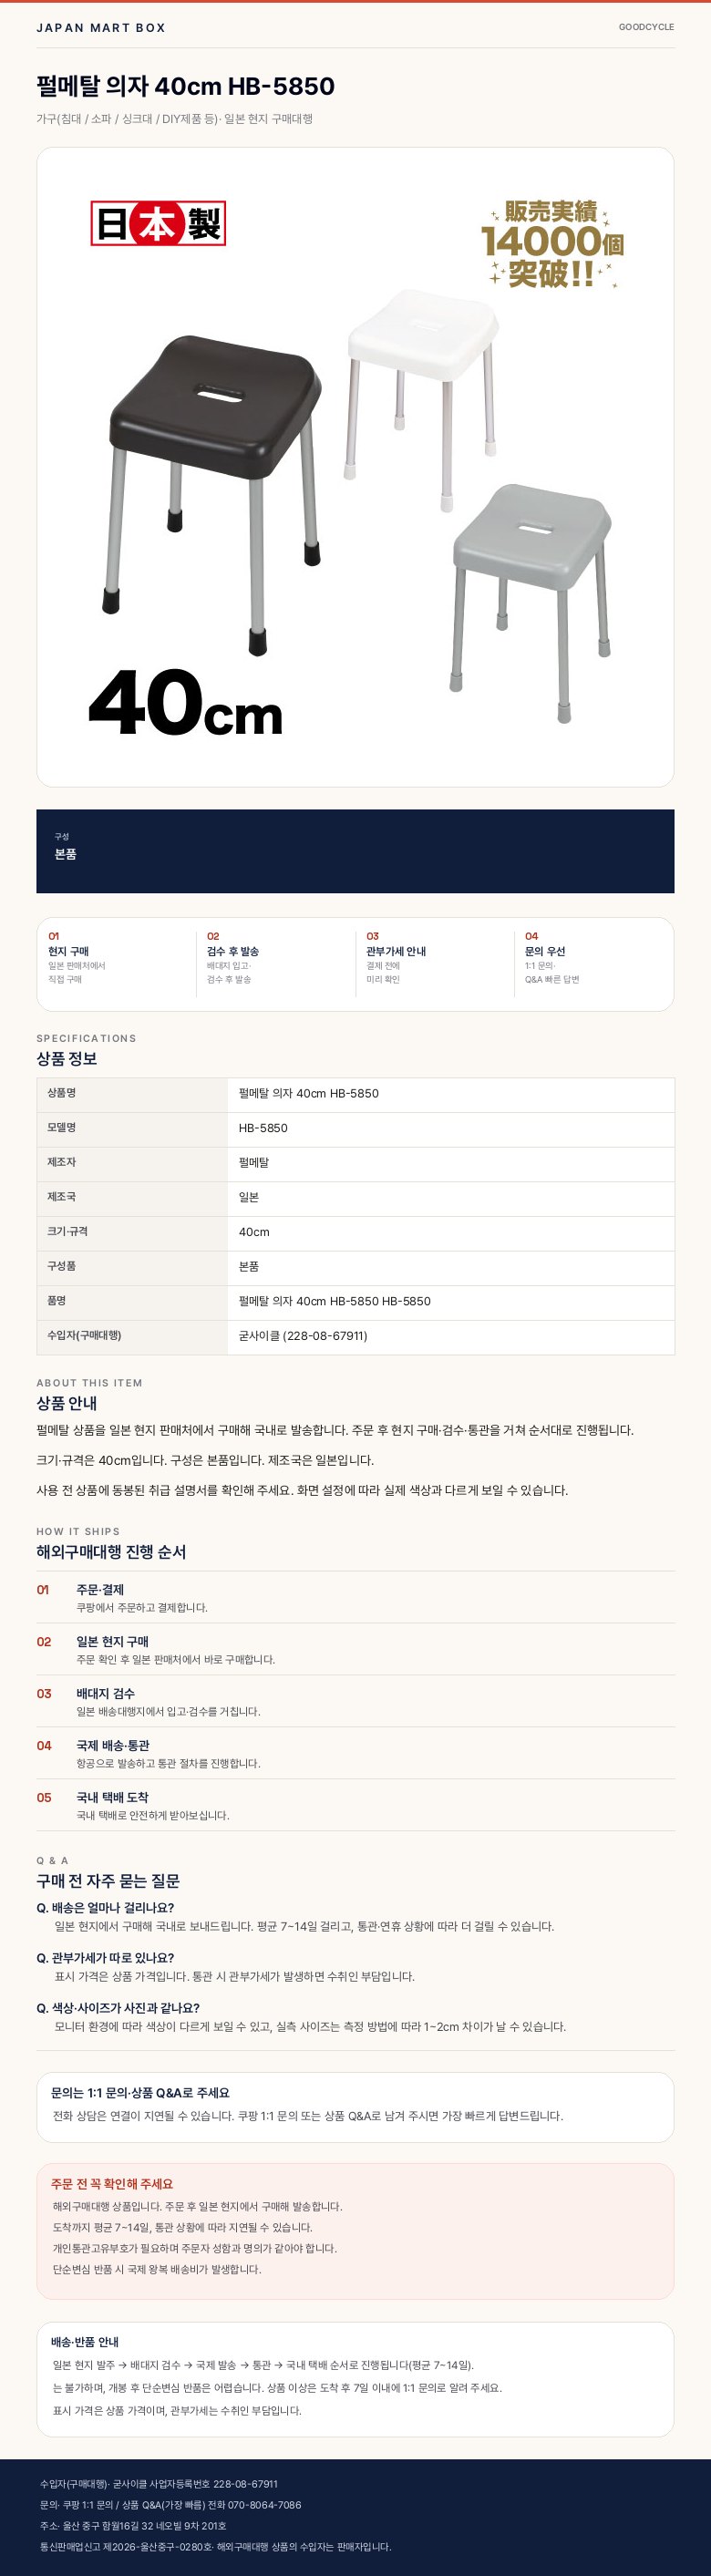 JAPAN MART BOX
GOODCYCLE
펄메탈 의자 40cm HB-5850
가구(침대 / 소파 / 싱크대 / DIY제품 등)· 일본 현지 구매대행
日本製
販売実績
14000個
突破!!
40cm
구성
본품
01
현지 구매
일본 판매처에서
직접 구매
02
검수 후 발송
배대지 입고·
검수 후 발송
03
관부가세 안내
결제 전에
미리 확인
04
문의 우선
1:1 문의·
Q&A 빠른 답변
SPECIFICATIONS
상품 정보
상품명 펄메탈 의자 40cm HB-5850
모델명 HB-5850
제조자 펄메탈
제조국 일본
크기·규격 40cm
구성품 본품
품명 펄메탈 의자 40cm HB-5850 HB-5850
수입자(구매대행) 굳사이클 (228-08-67911)
ABOUT THIS ITEM
상품 안내
펄메탈 상품을 일본 현지 판매처에서 구매해 국내로 발송합니다. 주문 후 현지 구매·검수·통관을 거쳐 순서대로 진행됩니다.
크기·규격은 40cm입니다. 구성은 본품입니다. 제조국은 일본입니다.
사용 전 상품에 동봉된 취급 설명서를 확인해 주세요. 화면 설정에 따라 실제 색상과 다르게 보일 수 있습니다.
HOW IT SHIPS
해외구매대행 진행 순서
01 주문·결제
쿠팡에서 주문하고 결제합니다.
02 일본 현지 구매
주문 확인 후 일본 판매처에서 바로 구매합니다.
03 배대지 검수
일본 배송대행지에서 입고·검수를 거칩니다.
04 국제 배송·통관
항공으로 발송하고 통관 절차를 진행합니다.
05 국내 택배 도착
국내 택배로 안전하게 받아보십니다.
Q & A
구매 전 자주 묻는 질문
Q. 배송은 얼마나 걸리나요?
일본 현지에서 구매해 국내로 보내드립니다. 평균 7~14일 걸리고, 통관·연휴 상황에 따라 더 걸릴 수 있습니다.
Q. 관부가세가 따로 있나요?
표시 가격은 상품 가격입니다. 통관 시 관부가세가 발생하면 수취인 부담입니다.
Q. 색상·사이즈가 사진과 같나요?
모니터 환경에 따라 색상이 다르게 보일 수 있고, 실측 사이즈는 측정 방법에 따라 1~2cm 차이가 날 수 있습니다.
문의는 1:1 문의·상품 Q&A로 주세요
전화 상담은 연결이 지연될 수 있습니다. 쿠팡 1:1 문의 또는 상품 Q&A로 남겨 주시면 가장 빠르게 답변드립니다.
주문 전 꼭 확인해 주세요
해외구매대행 상품입니다. 주문 후 일본 현지에서 구매해 발송합니다.
도착까지 평균 7~14일, 통관 상황에 따라 지연될 수 있습니다.
개인통관고유부호가 필요하며 주문자 성함과 명의가 같아야 합니다.
단순변심 반품 시 국제 왕복 배송비가 발생합니다.
배송·반품 안내
일본 현지 발주 → 배대지 검수 → 국제 발송 → 통관 → 국내 택배 순서로 진행됩니다(평균 7~14일).
는 불가하며, 개봉 후 단순변심 반품은 어렵습니다. 상품 이상은 도착 후 7일 이내에 1:1 문의로 알려 주세요.
표시 가격은 상품 가격이며, 관부가세는 수취인 부담입니다.
수입자(구매대행)· 굳사이클 사업자등록번호 228-08-67911
문의· 쿠팡 1:1 문의 / 상품 Q&A(가장 빠름) 전화 070-8064-7086
주소· 울산 중구 함월16길 32 네오빌 9차 201호
통신판매업신고 제2026-울산중구-0280호· 해외구매대행 상품의 수입자는 판매자입니다.